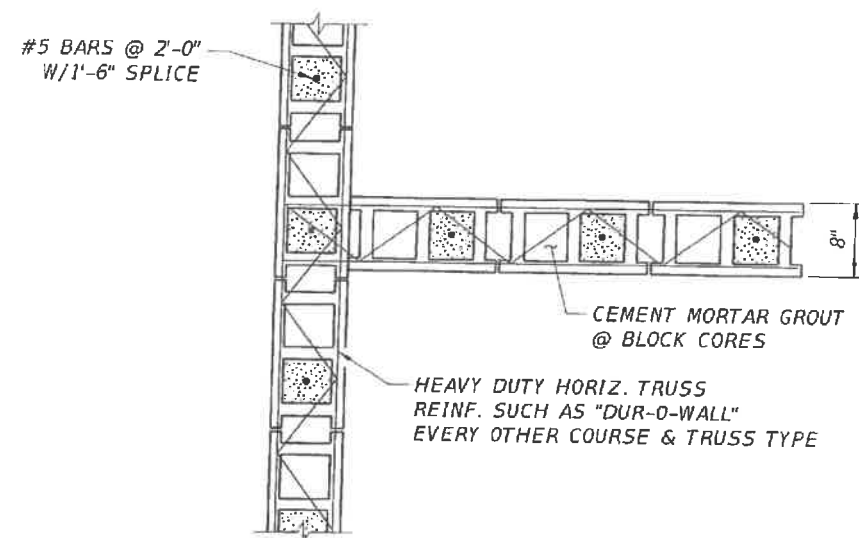 #5 BARS @ 2'-0"
W/1'-6" SPLICE
8"
CEMENT MORTAR GROUT
@ BLOCK CORES
HEAVY DUTY HORIZ. TRUSS
REINF. SUCH AS "DUR-O-WALL"
EVERY OTHER COURSE & TRUSS TYPE